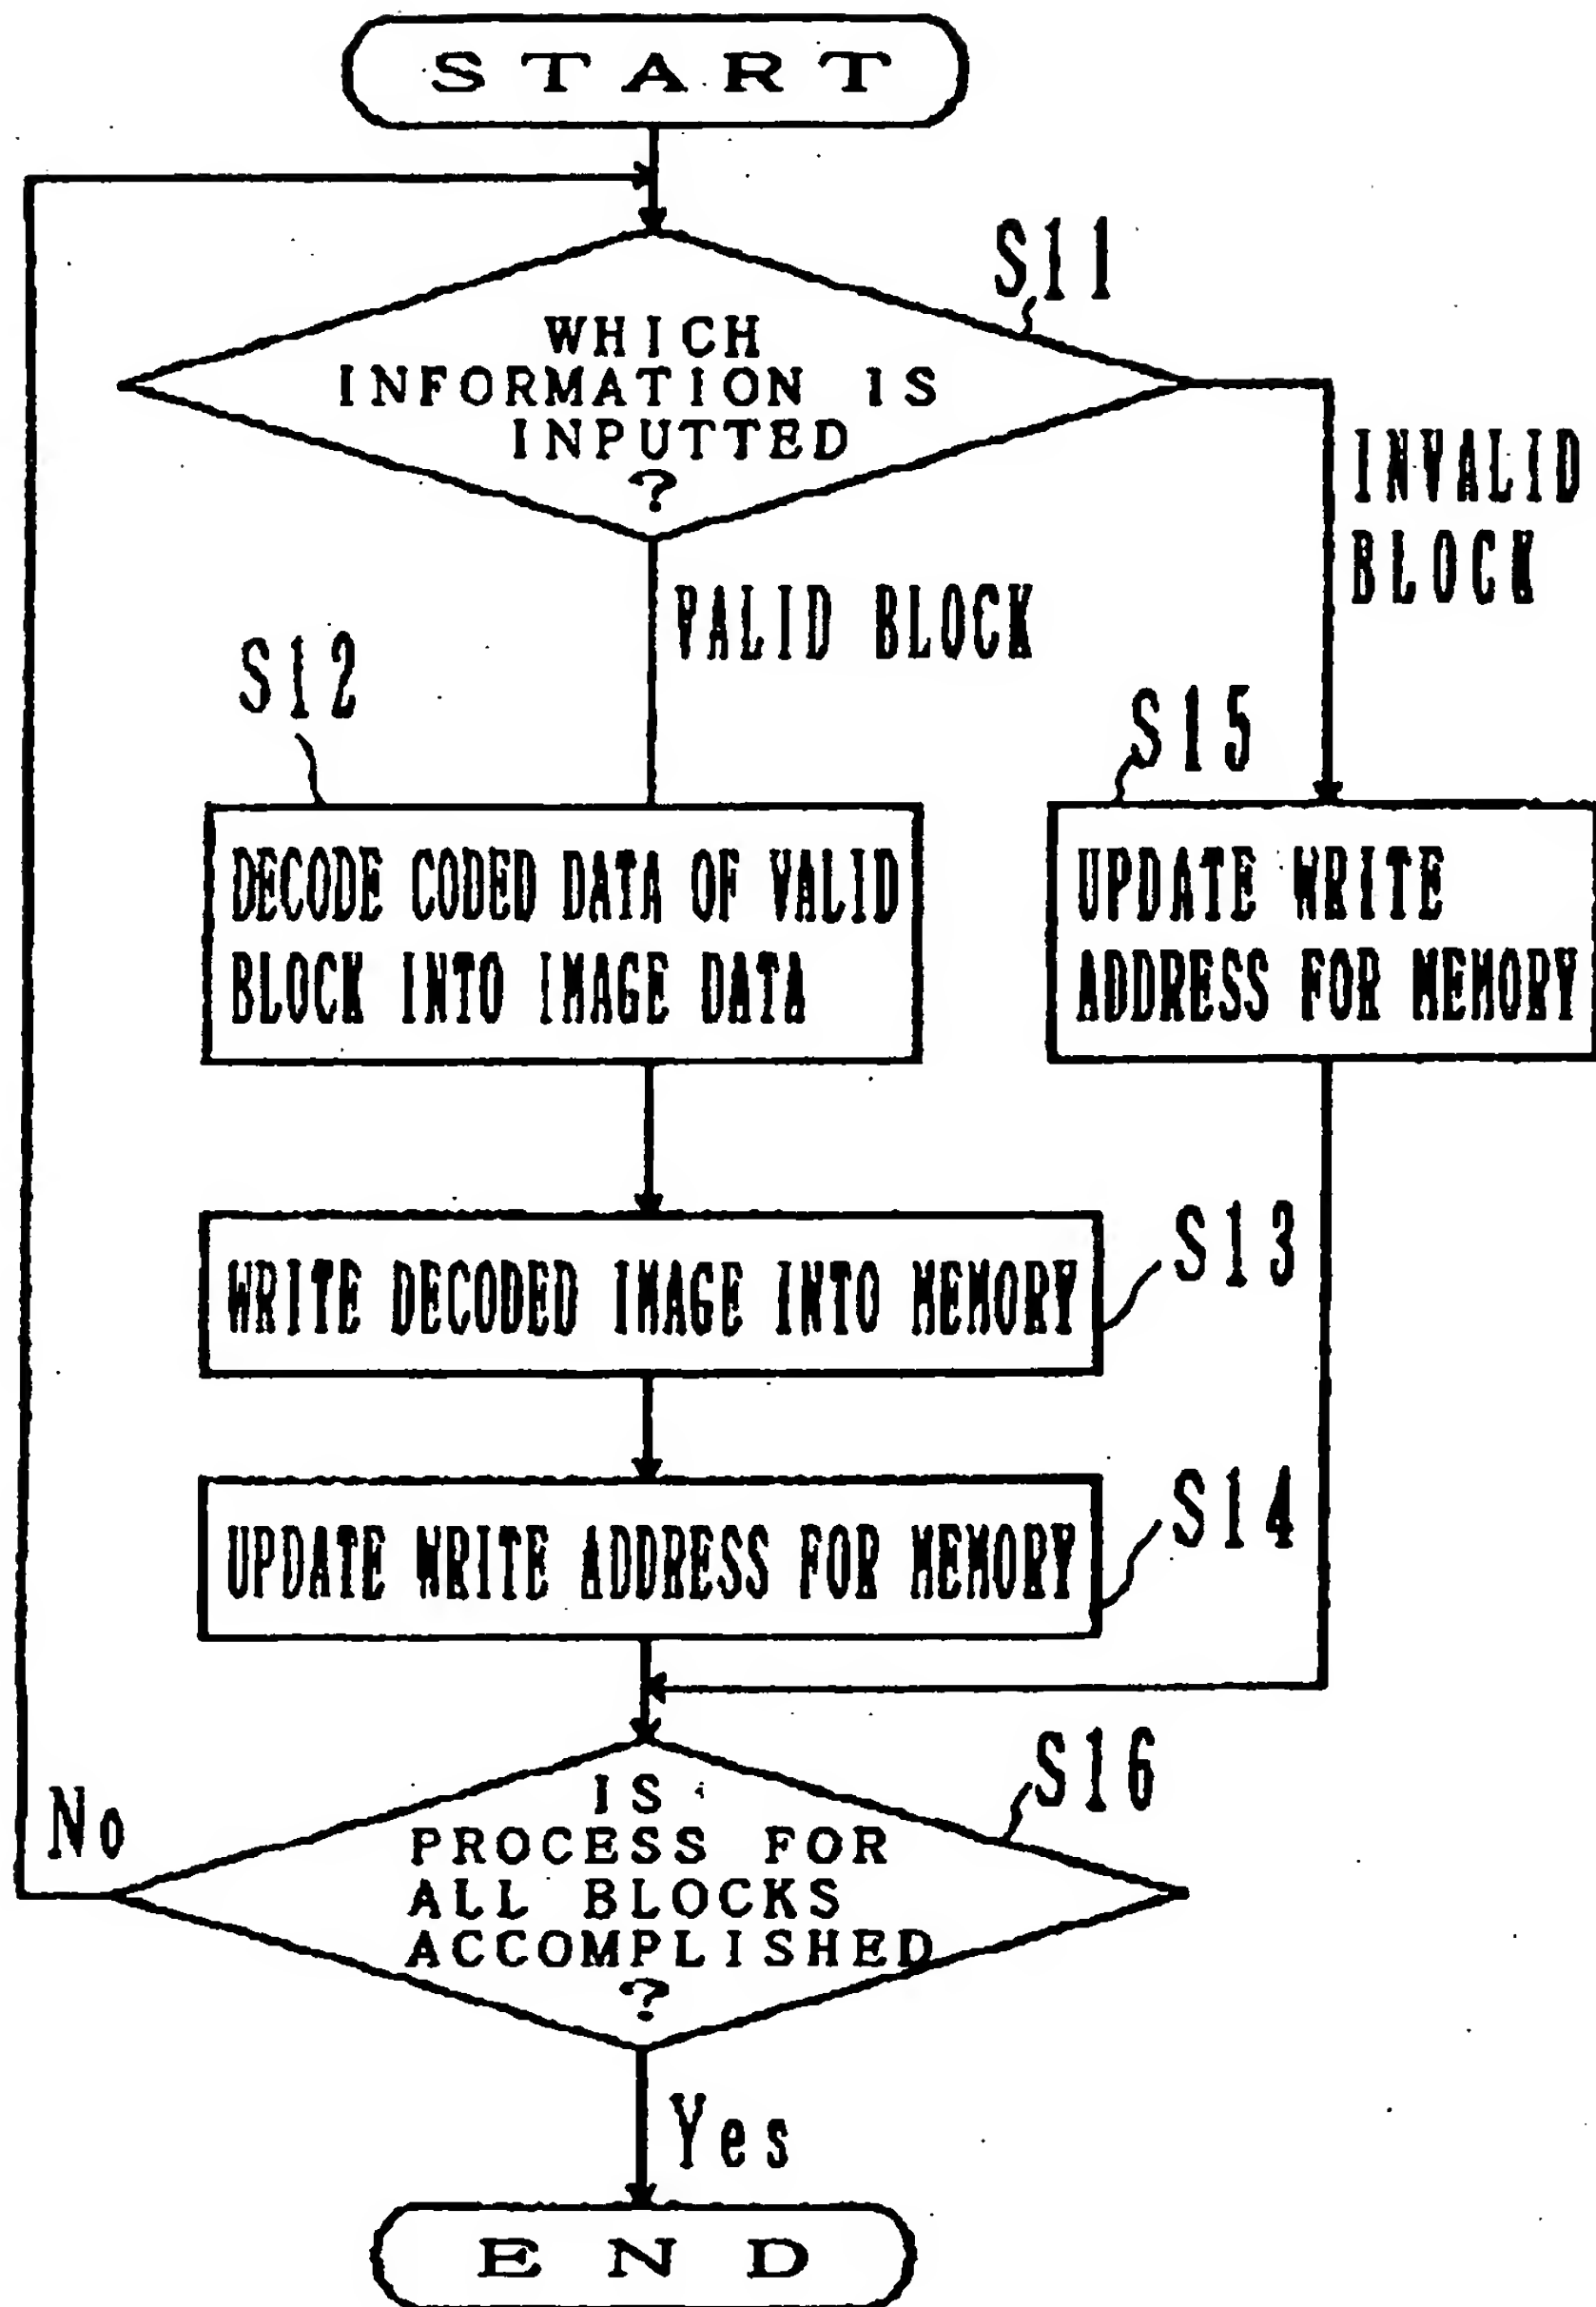 START
S11
WHICH
INFORMATION IS
INPUTTED
?
INVALID
BLOCK
VALID BLOCK
S12
S15
DECODE CODED DATA OF VALID
BLOCK INTO IMAGE DATA
UPDATE WRITE
ADDRESS FOR MEMORY
S13
WRITE DECODED IMAGE INTO MEMORY
S14
UPDATE WRITE ADDRESS FOR MEMORY
S16
IS
PROCESS FOR
ALL BLOCKS
ACCOMPLISHED
?
No
Yes
END